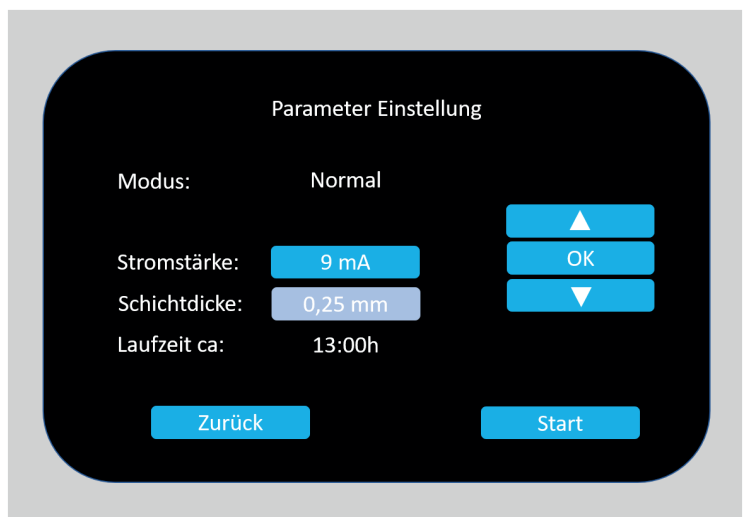 Parameter Einstellung
Modus: Normal
▲
Stromstärke: 9 mA OK
Schichtdicke: 0,25 mm ▼
Laufzeit ca: 13:00h
Zurück Start